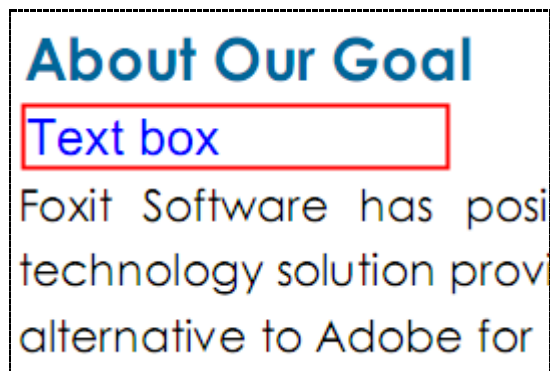 About Our Goal
Text box
Foxit Software has posi
technology solution provi
alternative to Adobe for